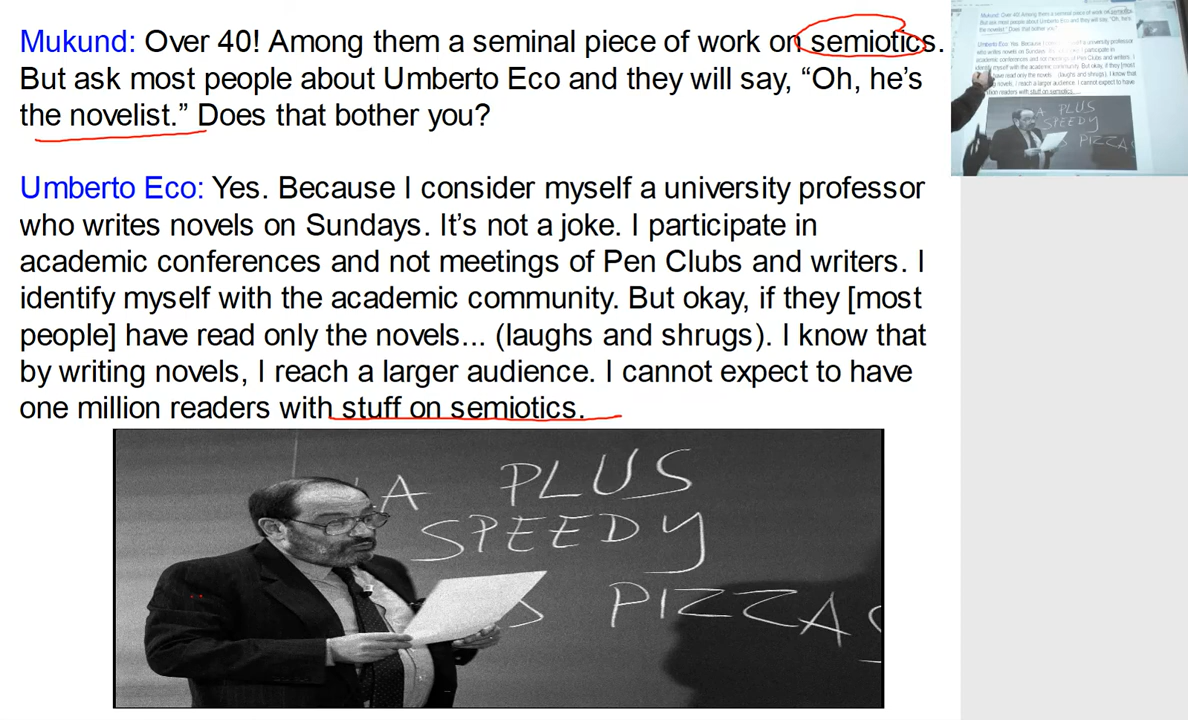 Mukund: Over 40! Among them a seminal piece of work on semiotics.
But ask most people about Umberto Eco and they will say, “Oh, he’s
the novelist.” Does that bother you?
Umberto Eco: Yes. Because I consider myself a university professor
who writes novels on Sundays. It’s not a joke. I participate in
academic conferences and not meetings of Pen Clubs and writers. I
identify myself with the academic community. But okay, if they [most
people] have read only the novels... (laughs and shrugs). I know that
by writing novels, I reach a larger audience. I cannot expect to have
one million readers with stuff on semiotics.
A PLUS
SPEEDY
S PIZZAS